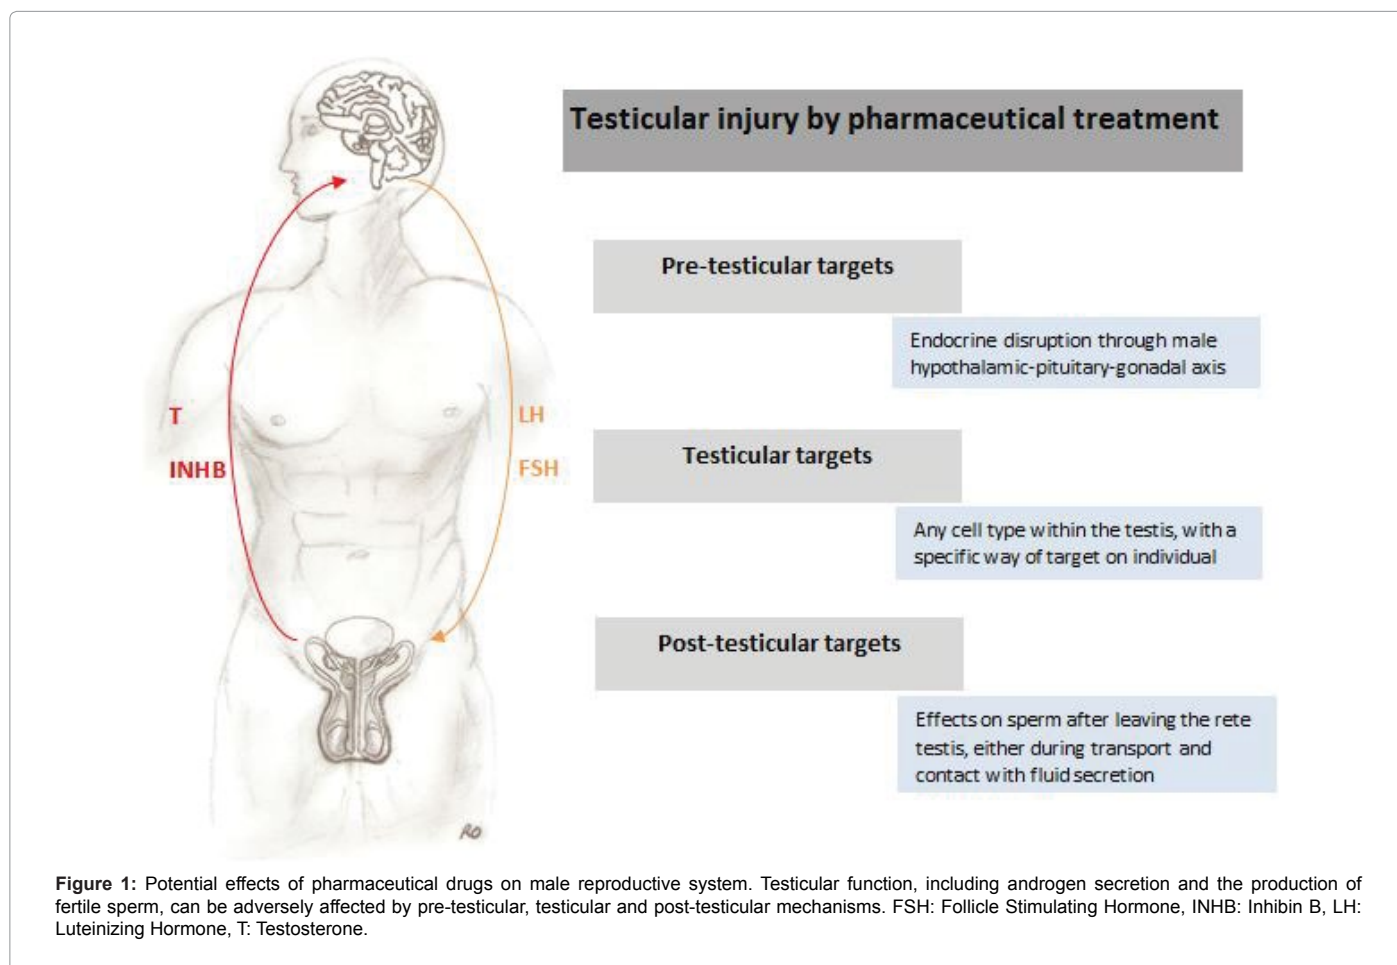 Testicular injury by pharmaceutical treatment
Pre-testicular targets
Endocrine disruption through male
hypothalamic-pituitary-gonadal axis
T
LH
INHB
FSH
Testicular targets
Any cell type within the testis, with a
specific way of target on individual
Post-testicular targets
Effects on sperm after leaving the rete
testis, either during transport and
contact with fluid secretion
RO
Figure 1: Potential effects of pharmaceutical drugs on male reproductive system. Testicular function, including androgen secretion and the production of
fertile sperm, can be adversely affected by pre-testicular, testicular and post-testicular mechanisms. FSH: Follicle Stimulating Hormone, INHB: Inhibin B, LH:
Luteinizing Hormone, T: Testosterone.